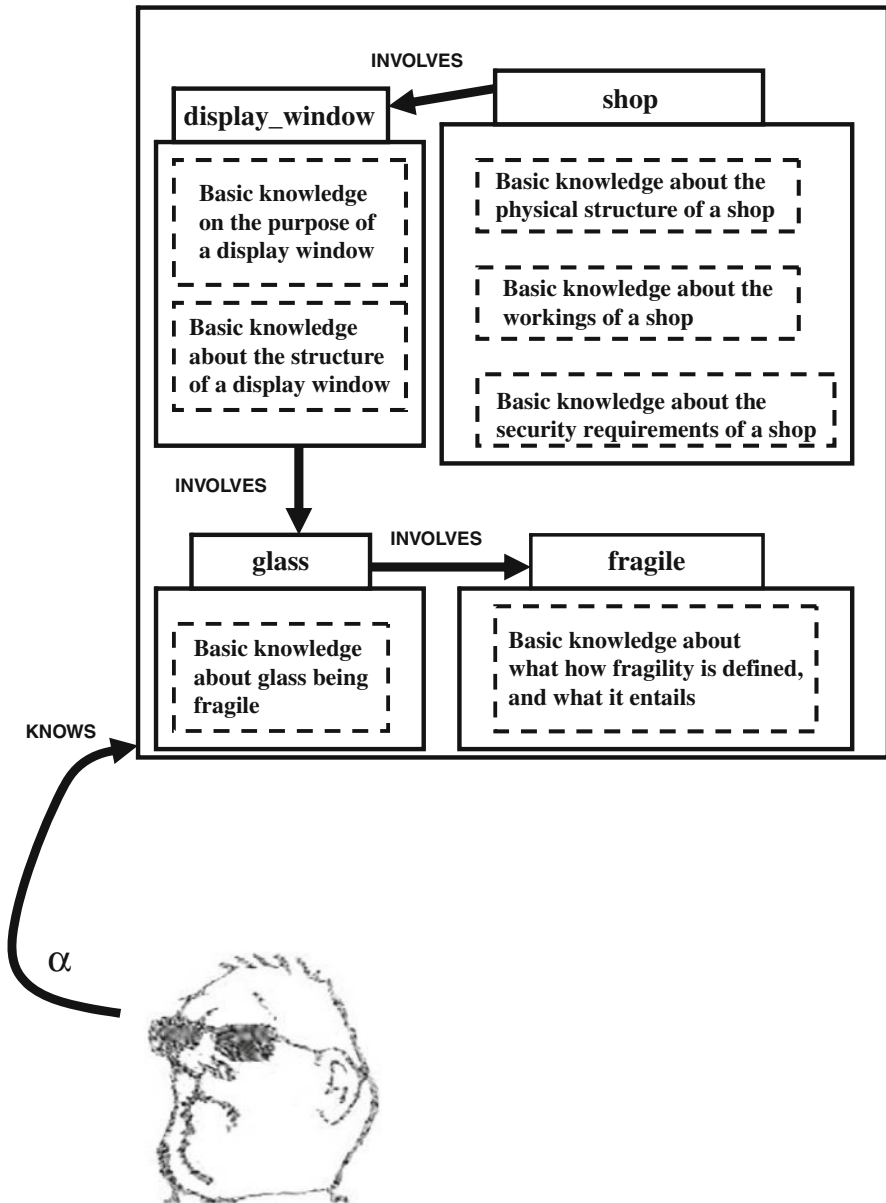 INVOLVES
shop
display_window
Basic knowledge
on the purpose of
a display window
Basic knowledge
about the structure
of a display window
Basic knowledge about the
physical structure of a shop
Basic knowledge about the
workings of a shop
Basic knowledge about the
security requirements of a shop
INVOLVES
INVOLVES
glass
fragile
Basic knowledge
about glass being
fragile
Basic knowledge about
what how fragility is defined,
and what it entails
KNOWS
α